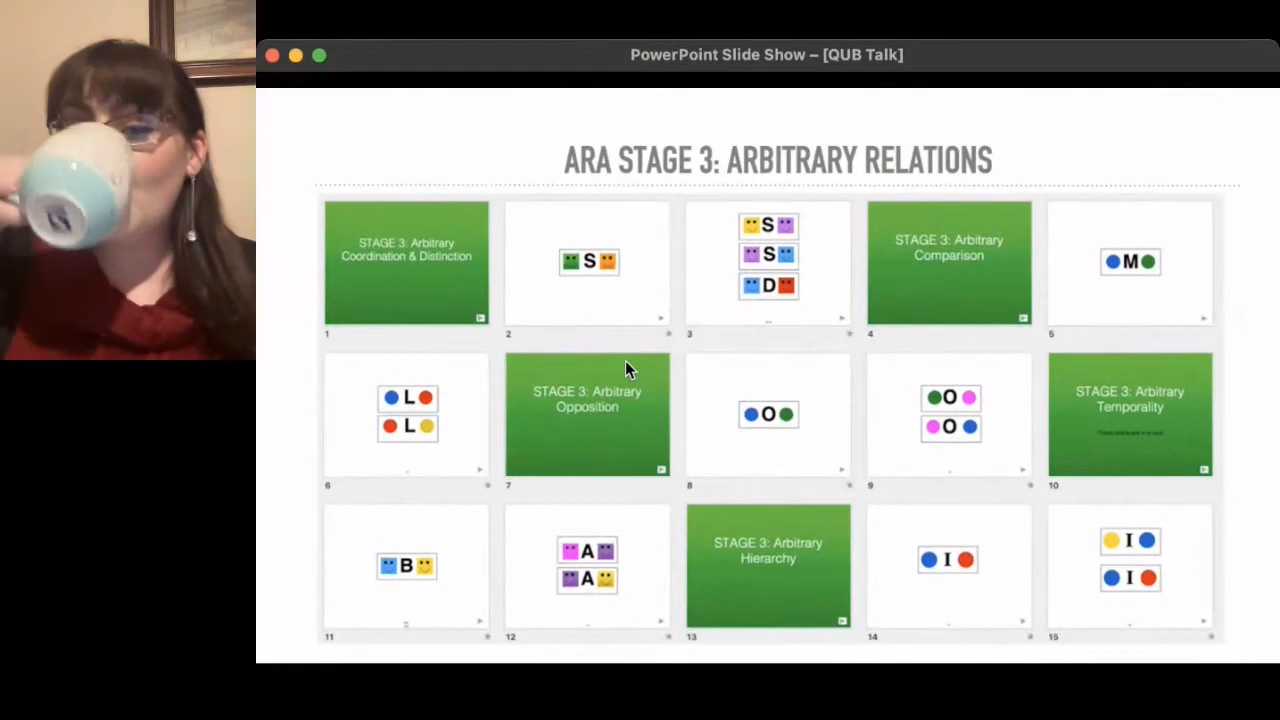 PowerPoint Slide Show – [QUB Talk]
ARA STAGE 3: ARBITRARY RELATIONS
STAGE 3: Arbitrary
Coordination & Distinction
1
S
2
S
S
D
3
STAGE 3: Arbitrary
Comparison
4
M
5
L
L
6
STAGE 3: Arbitrary
Opposition
7
O
8
O
O
9
STAGE 3: Arbitrary
Temporality
10
B
11
A
A
12
STAGE 3: Arbitrary
Hierarchy
13
I
14
I
I
15